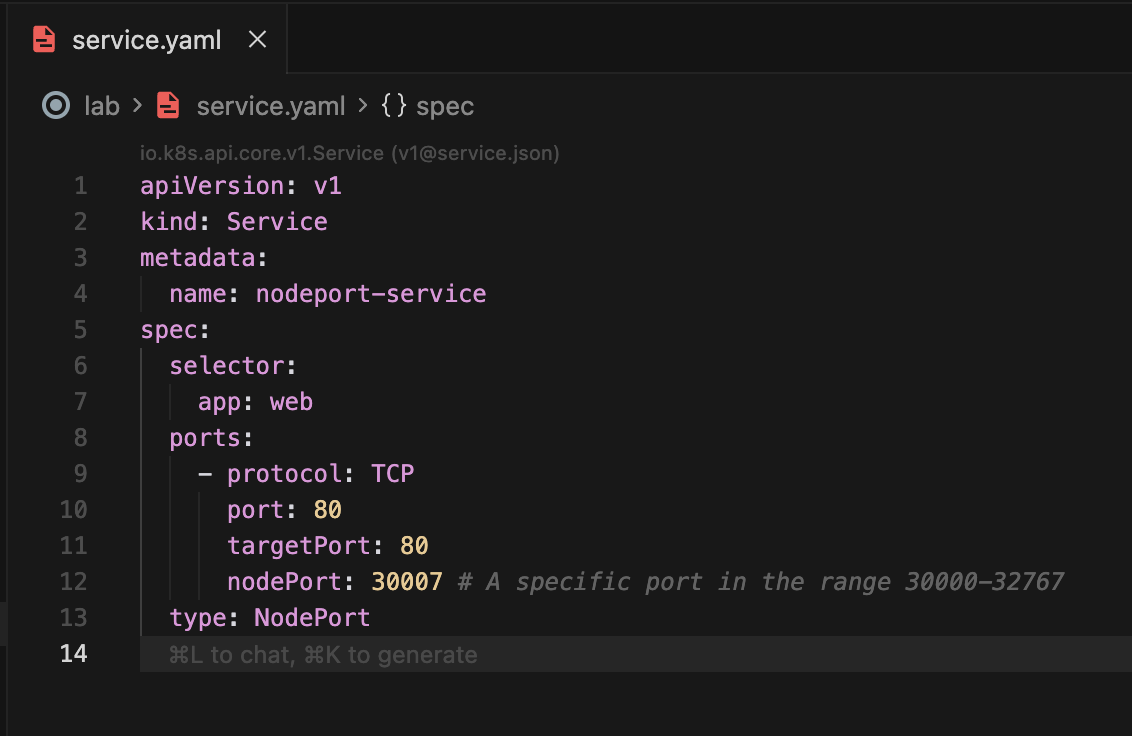 service.yaml
lab > service.yaml > {} spec
io.k8s.api.core.v1.Service (v1@service.json)
1 apiVersion: v1
2 kind: Service
3 metadata:
4   name: nodeport-service
5 spec:
6   selector:
7     app: web
8   ports:
9     - protocol: TCP
10       port: 80
11       targetPort: 80
12       nodePort: 30007 # A specific port in the range 30000-32767
13   type: NodePort
14   ⌘L to chat, ⌘K to generate